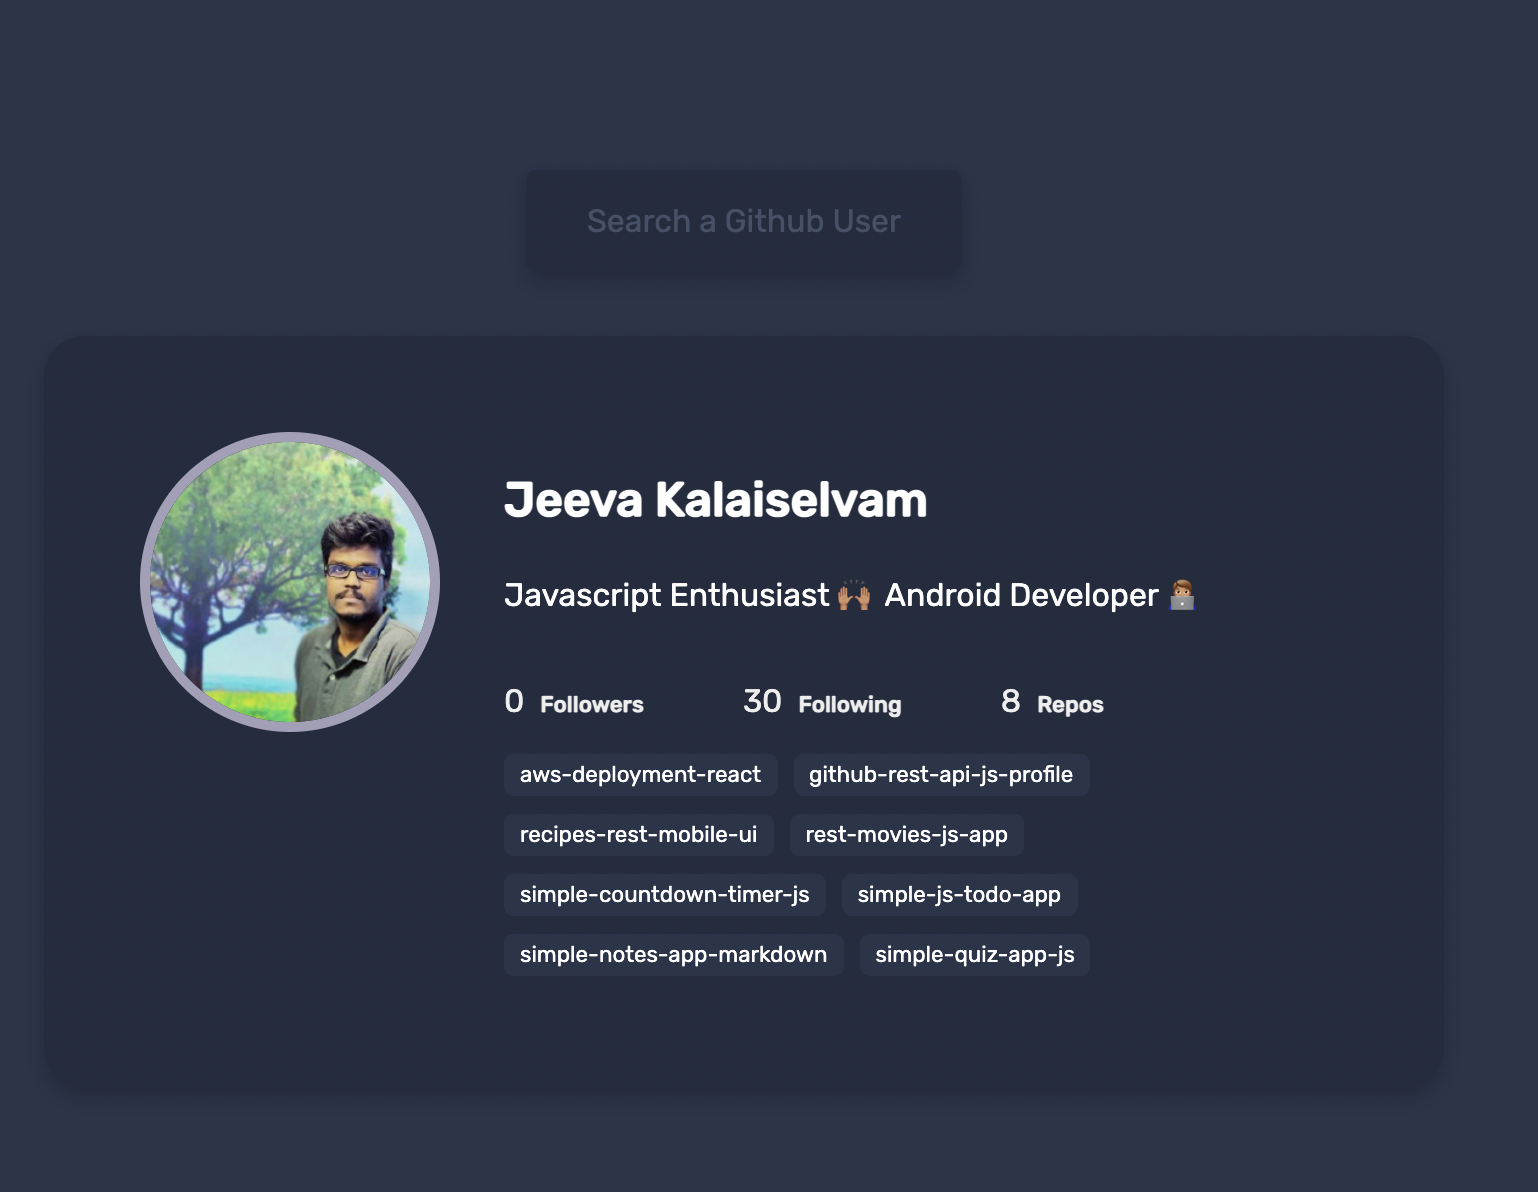 Search a Github User
Jeeva Kalaiselvam
Javascript Enthusiast 🙌🏽 Android Developer 👨🏽‍💻
0 Followers 30 Following 8 Repos
aws-deployment-react github-rest-api-js-profile
recipes-rest-mobile-ui rest-movies-js-app
simple-countdown-timer-js simple-js-todo-app
simple-notes-app-markdown simple-quiz-app-js